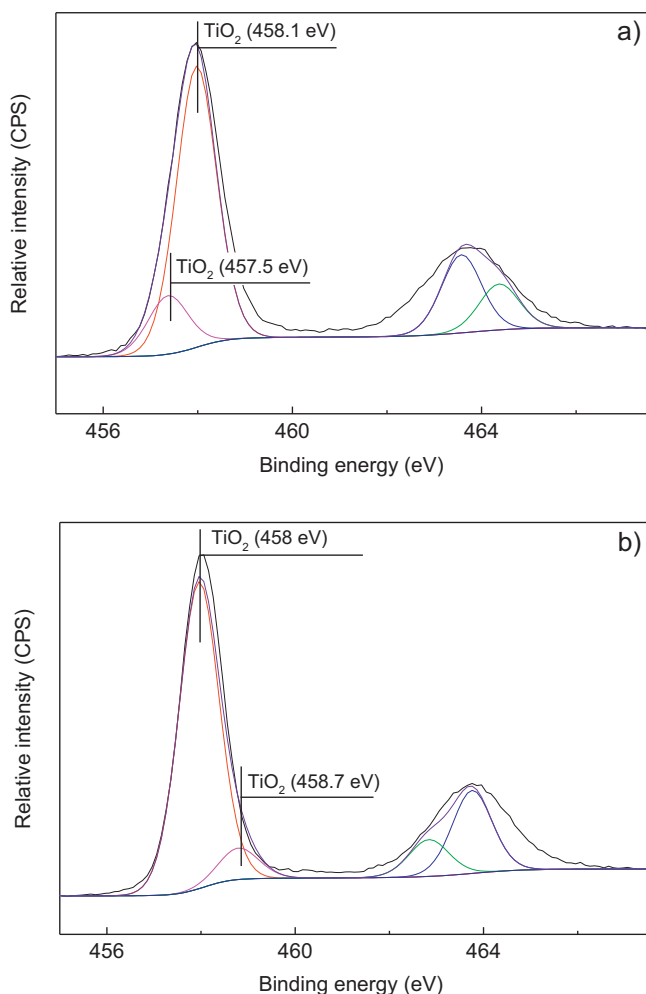 TiO2 (458.1 eV)
a)
TiO2 (457.5 eV)
Relative intensity (CPS)
456
460
464
Binding energy (eV)
TiO2 (458 eV)
b)
TiO2 (458.7 eV)
Relative intensity (CPS)
456
460
464
Binding energy (eV)